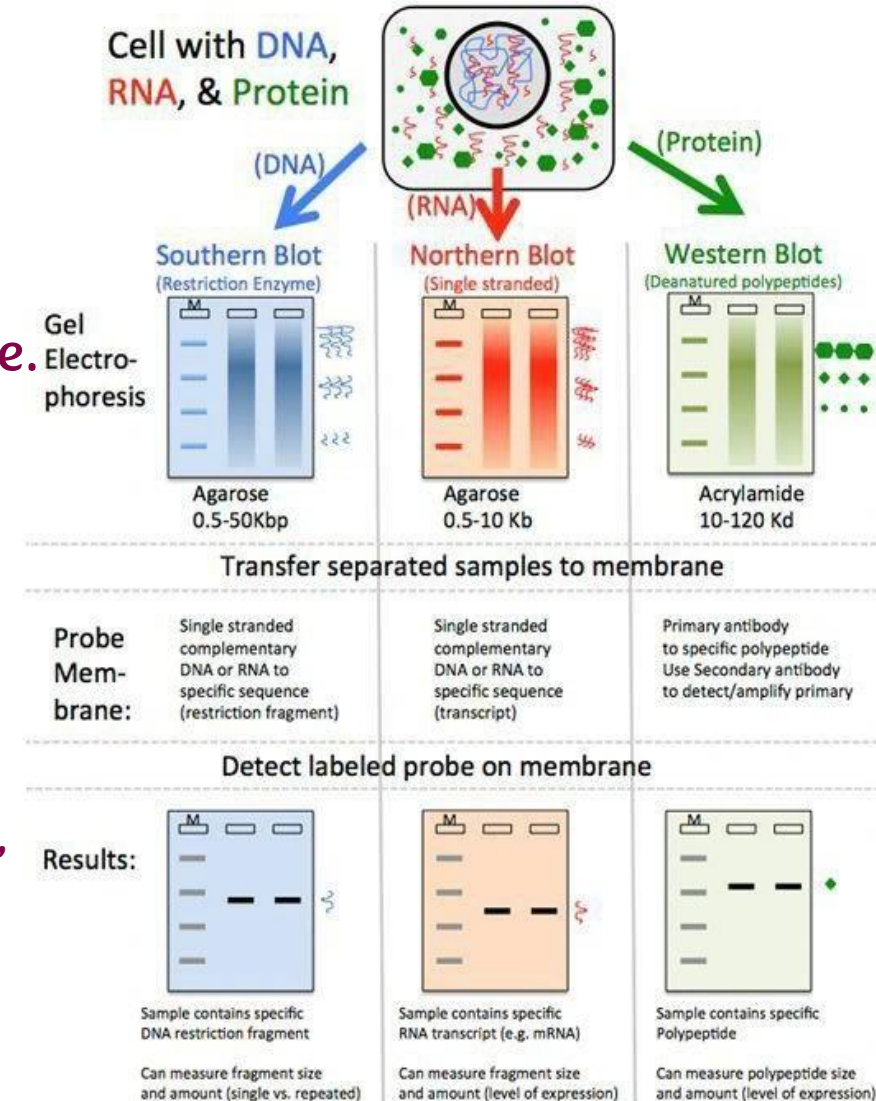 Cell with DNA,
RNA, & Protein
(DNA)
(RNA)
(Protein)
Southern Blot
(Restriction Enzyme)
Northern Blot
(Single stranded)
Western Blot
(Deanatured polypeptides)
e.
Gel
Electro-
phoresis
M
M
M
Agarose
0.5-50Kbp
Agarose
0.5-10 Kb
Acrylamide
10-120 Kd
Transfer separated samples to membrane
Probe
Mem-
brane:
Single stranded
complementary
DNA or RNA to
specific sequence
(restriction fragment)
Single stranded
complementary
DNA or RNA to
specific sequence
(transcript)
Primary antibody
to specific polypeptide
Use Secondary antibody
to detect/amplify primary
Detect labeled probe on membrane
,
Results:
M
M
M
Sample contains specific
DNA restriction fragment
Can measure fragment size
and amount (single vs. repeated)
Sample contains specific
RNA transcript (e.g. mRNA)
Can measure fragment size
and amount (level of expression)
Sample contains specific
Polypeptide
Can measure polypeptide size
and amount (level of expression)